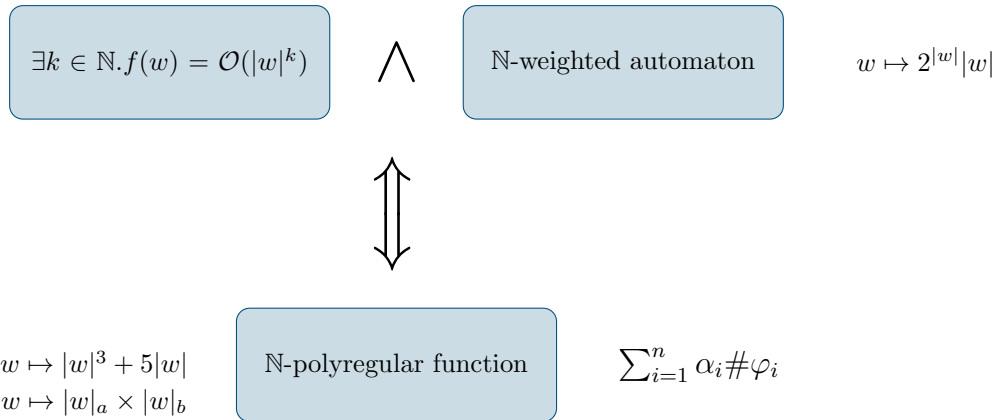 ∃k ∈ ℕ.f(w) = 𝒪(|w|^k) ∧ ℕ-weighted automaton w ↦ 2^{|w|}|w|
⇕
w ↦ |w|^3 + 5|w| ℕ-polyregular function ∑_{i=1}^n α_i#φ_i
w ↦ |w|_a × |w|_b